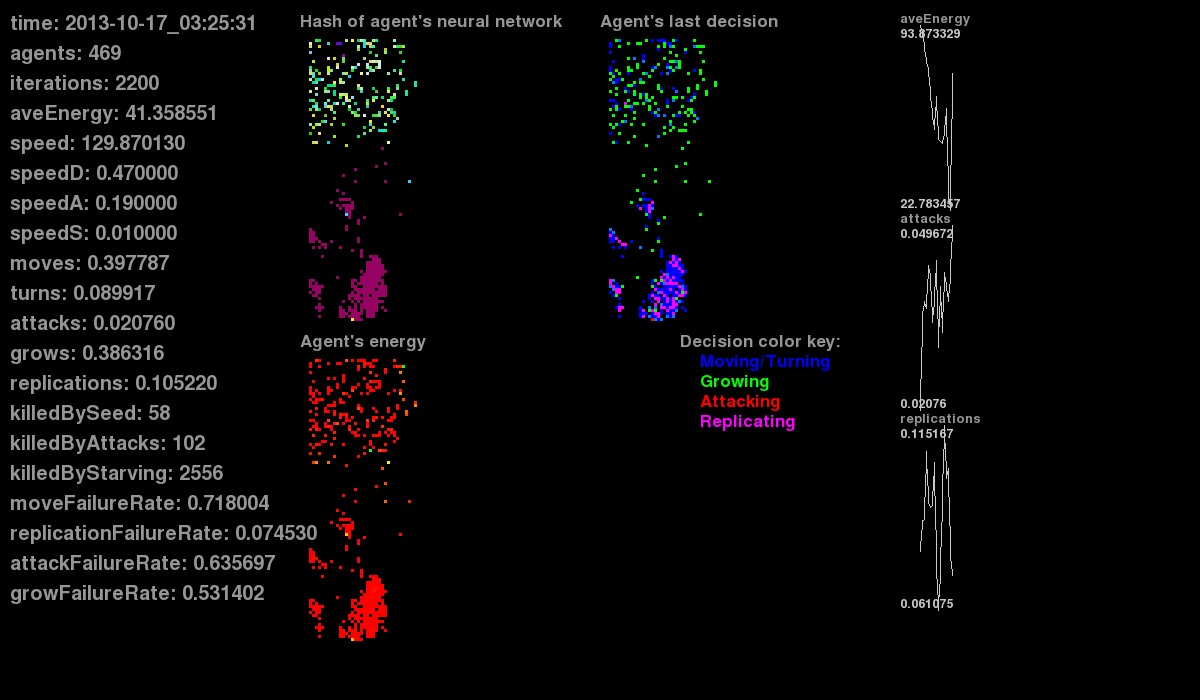 time: 2013-10-17_03:25:31
agents: 469
iterations: 2200
aveEnergy: 41.358551
speed: 129.870130
speedD: 0.470000
speedA: 0.190000
speedS: 0.010000
moves: 0.397787
turns: 0.089917
attacks: 0.020760
grows: 0.386316
replications: 0.105220
killedBySeed: 58
killedByAttacks: 102
killedByStarving: 2556
moveFailureRate: 0.718004
replicationFailureRate: 0.074530
attackFailureRate: 0.635697
growFailureRate: 0.531402
Hash of agent's neural network
Agent's last decision
Agent's energy
Decision color key:
Moving/Turning
Growing
Attacking
Replicating
aveEnergy
93.873329
22.783457
attacks
0.049672
0.02076
replications
0.115167
0.061075